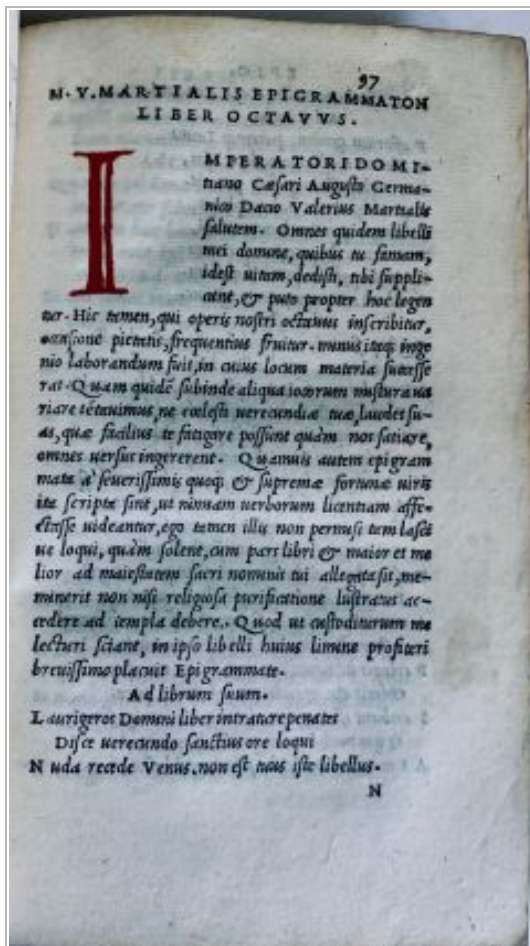 97
M. V. MARTIALIS EPIGRAMMATON
LIBER OCTAVVS.
IMPERATORI DOMI-
tiano Cæsari Augusto Germa-
nico Dacio Valerius Martialis
salutem. Omnes quidem libelli
mei domine, quibus tu famam,
idest uitam, dedisti, tibi suppli-
cant, & puto propter hoc legen
tur. Hic tamen, qui operis nostri octauus inscribitur,
occasione pietatis, frequentius fruitur. minus itaq; inge
nio laborandum fuit, in cuius locum materia successe
rat. Quam quidē subinde aliqua iocorum mistura ua
riare tētauimus, ne cœlesti uerecundiæ tuæ, laudes su-
as, quæ facilius te fatigare possunt quàm nos satiare,
omnes uersus ingererent. Quamuis autem epigram
mata à seuerissimis quoq; & supremæ fortunæ uiris
ita scripta sint, ut nimiam uerborum licentiam affe-
ctasse uideantur, ego tamen illis non permisi tam lasci
ue loqui, quàm solent, cum pars libri & maior et me
lior ad maiestatem sacri nominis tui allegata sit, me-
minerit non nisi religiosa purificatione lustratus ac-
cedere ad templa debere. Quod ut custoditurum me
lecturi sciant, in ipso libelli huius limine profiteri
breuissimo placuit Epigrammate.
Ad librum suum.
Laurigeros Domini liber intrature penates
Disce uerecundo sanctius ore loqui
Nuda recede Venus. non est tuus iste libellus.
N